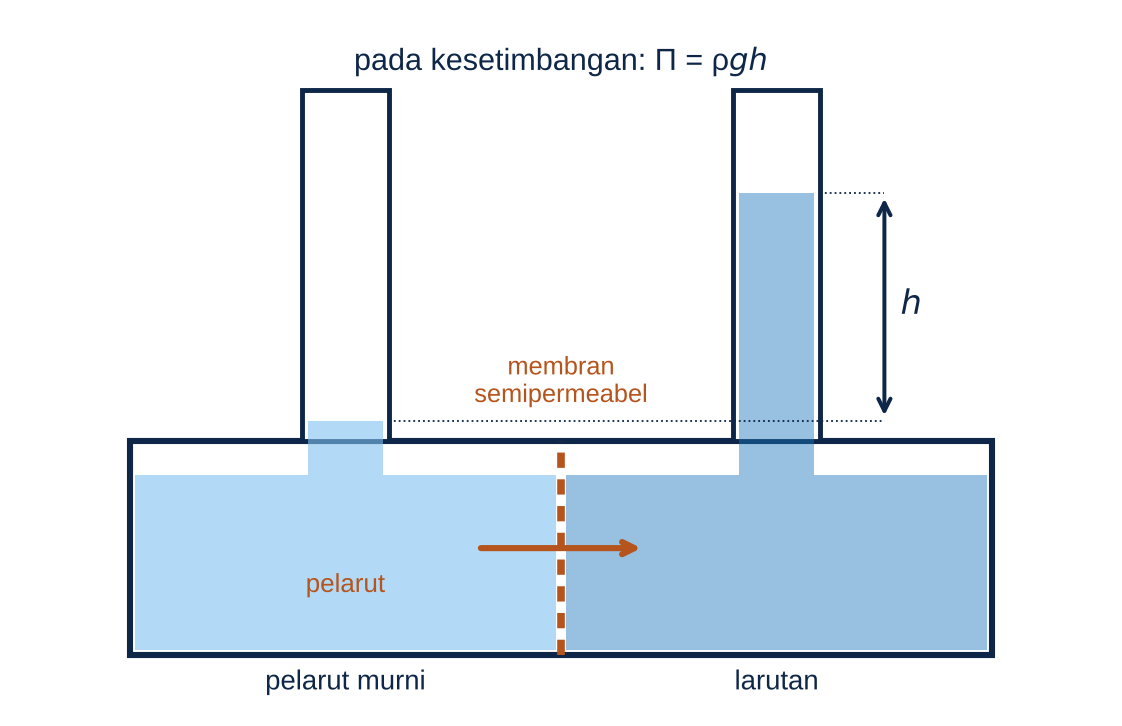 pada kesetimbangan: Π = ρgh
h
membran
semipermeabel
pelarut
pelarut murni
larutan